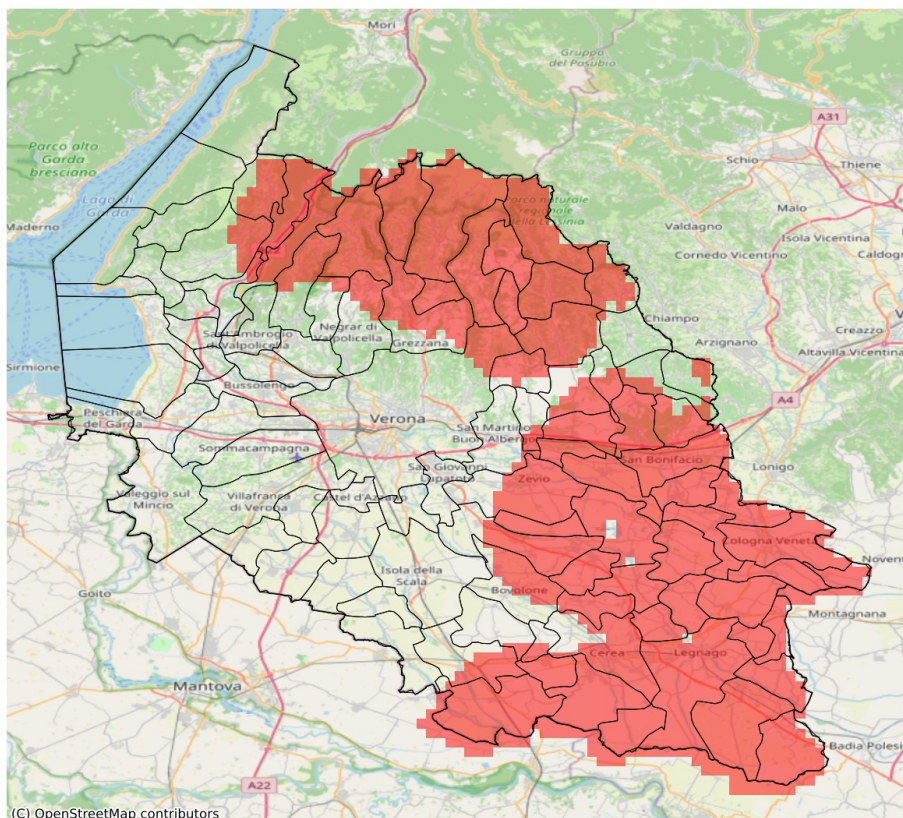 Mori
Gruppo
del Pasubio
A31
Parco alto
Garda
bresciano
Schio
Thiene
Lago di
Garda
Parco naturale
regionale
della Lessinia
Malo
Maderno
Valdagno
Isola Vicentina
Cornedo Vicentino
Caldogno
Chiampo
Sant'Ambrogio
di Valpolicella
Negrar di
Valpolicella
Grezzana
Creazzo
Arzignano
Altavilla Vicentina
Sirmione
Bussolengo
A4
Peschiera
del Garda
Verona
San Martino
Buon Albergo
Sommacampagna
San Bonifacio
Lonigo
San Giovanni
Lupatoto
Zevio
Valeggio sul
Mincio
Villafranca
di Verona
Castel d'Azzano
Cologna Veneta
Noventa
Isola della
Scala
Goito
Bovolone
Montagnana
Cerea
Legnago
Mantova
Badia Polesi
A22
(C) OpenStreetMap contributors